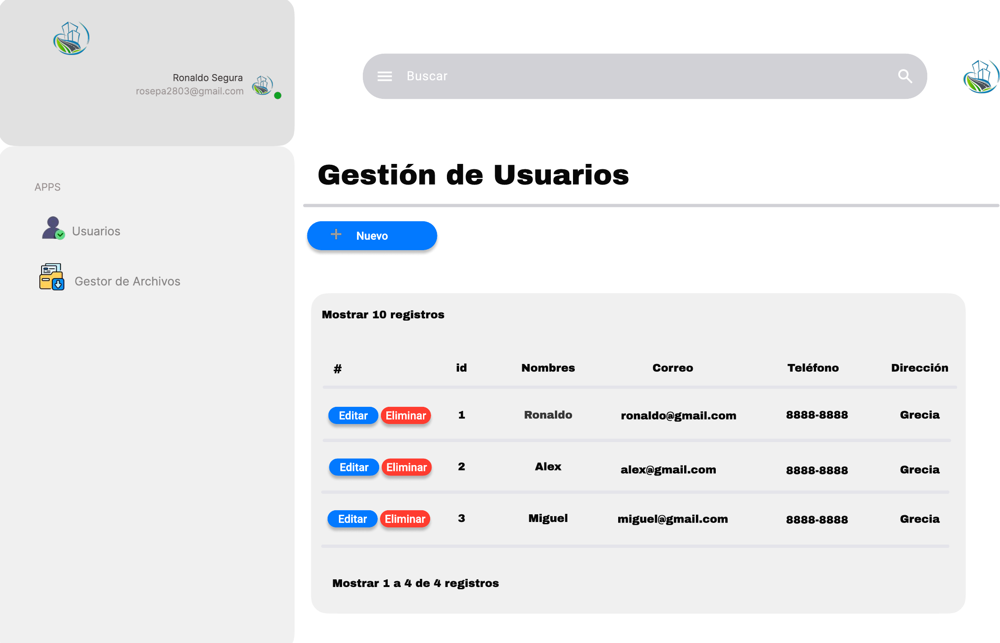 Ronaldo Segura
rosepa2803@gmail.com
Buscar
APPS
Usuarios
Gestor de Archivos
Gestión de Usuarios
Nuevo
Mostrar 10 registros
# id Nombres Correo Teléfono Dirección
Editar Eliminar 1 Ronaldo ronaldo@gmail.com 8888-8888 Grecia
Editar Eliminar 2 Alex alex@gmail.com 8888-8888 Grecia
Editar Eliminar 3 Miguel miguel@gmail.com 8888-8888 Grecia
Mostrar 1 a 4 de 4 registros